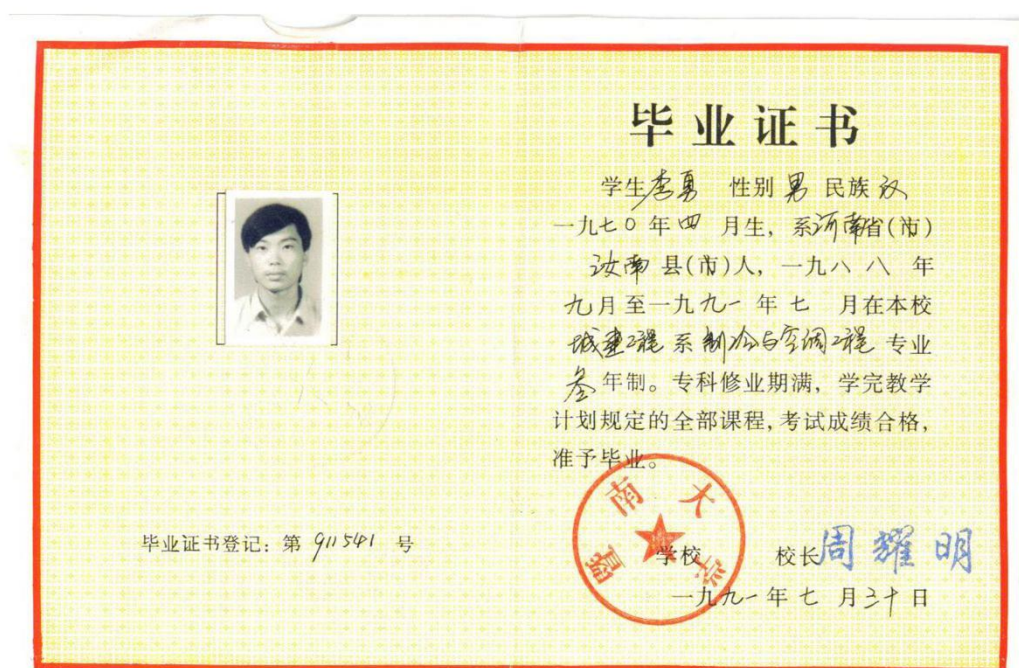 毕业证书
学生李勇 性别男 民族汉
一九七0年四 月生，系河南省(市)
汝南县(市)人，一九八八 年
九月至一九九一年七 月在本校
城建工程系制冷与空调工程 专业
叁年制。专科修业期满，学完教学
计划规定的全部课程，考试成绩合格，
准予毕业。
暨南大学
学校 校长周耀明
一九九一年七 月三十日
毕业证书登记：第 911541 号